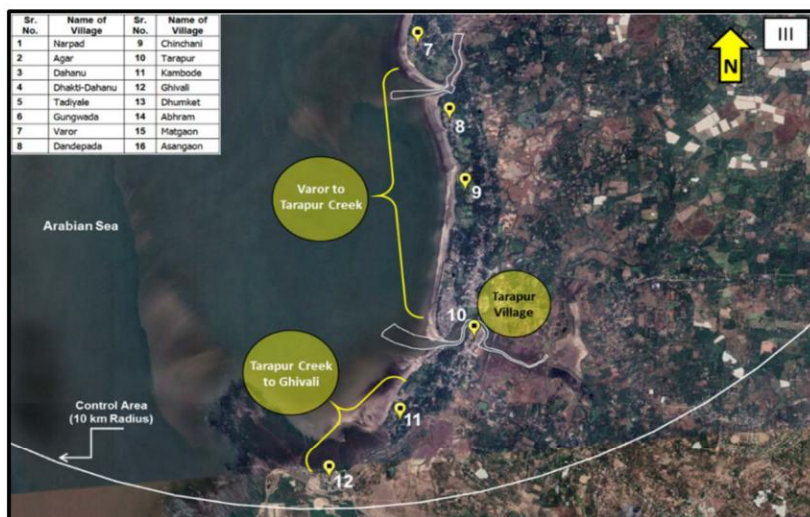 Sr. No. Name of Village Sr. No. Name of Village
1 Narpad 9 Chinchani
2 Agar 10 Tarapur
3 Dahanu 11 Kambode
4 Dhakti-Dahanu 12 Ghivali
5 Tadiyale 13 Dhumket
6 Gungwada 14 Abhram
7 Varor 15 Matgaon
8 Dandepada 16 Asangaon
III
N
7
8
9
Varor to
Tarapur Creek
Arabian Sea
Tarapur
Village
10
Tarapur Creek
to Ghivali
Control Area
(10 km Radius)
11
12